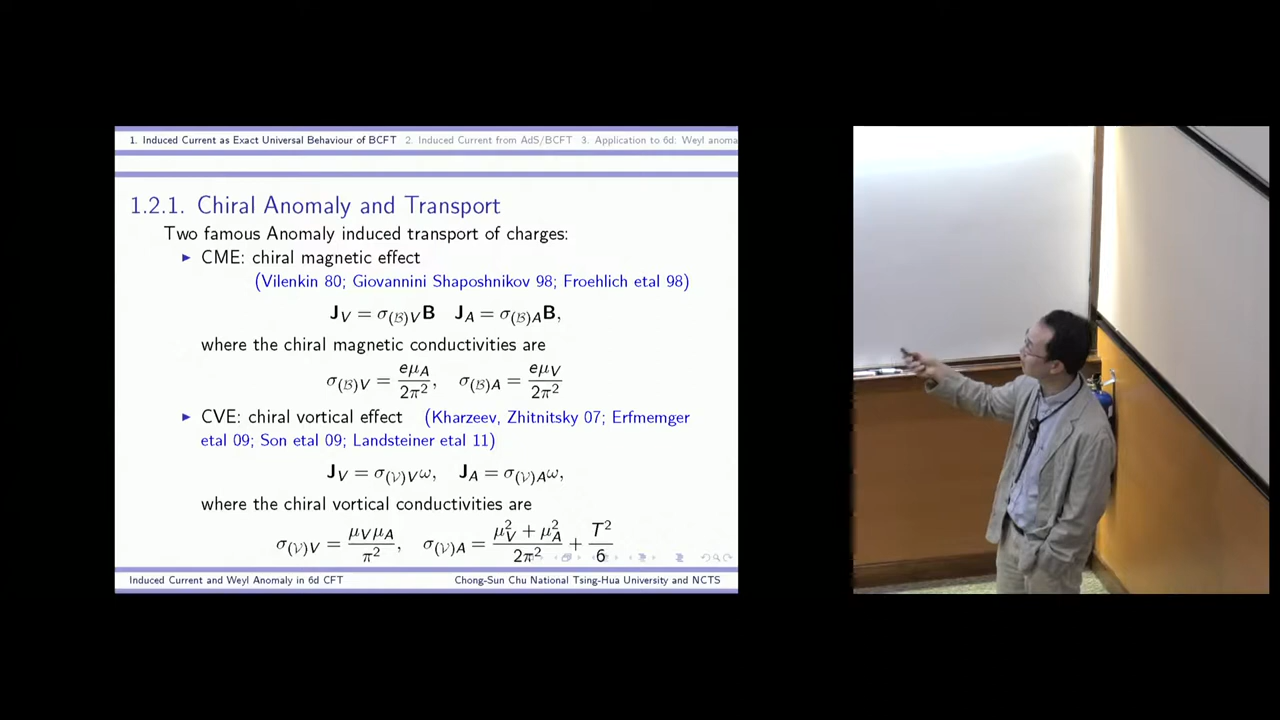 1. Induced Current as Exact Universal Behaviour of BCFT 2. Induced Current from AdS/BCFT 3. Application to 6d: Weyl anoma
1.2.1. Chiral Anomaly and Transport
Two famous Anomaly induced transport of charges:
▶ CME: chiral magnetic effect
(Vilenkin 80; Giovannini Shaposhnikov 98; Froehlich etal 98)
J_V = σ_(ℬ)V B   J_A = σ_(ℬ)A B,
where the chiral magnetic conductivities are
σ_(ℬ)V = eμ_A / 2π²,   σ_(ℬ)A = eμ_V / 2π²
▶ CVE: chiral vortical effect (Kharzeev, Zhitnitsky 07; Erfmemger
etal 09; Son etal 09; Landsteiner etal 11)
J_V = σ_(𝒱)V ω,   J_A = σ_(𝒱)A ω,
where the chiral vortical conductivities are
σ_(𝒱)V = μ_V μ_A / π²,   σ_(𝒱)A = (μ_V² + μ_A²) / 2π² + T² / 6
Induced Current and Weyl Anomaly in 6d CFT   Chong-Sun Chu National Tsing-Hua University and NCTS